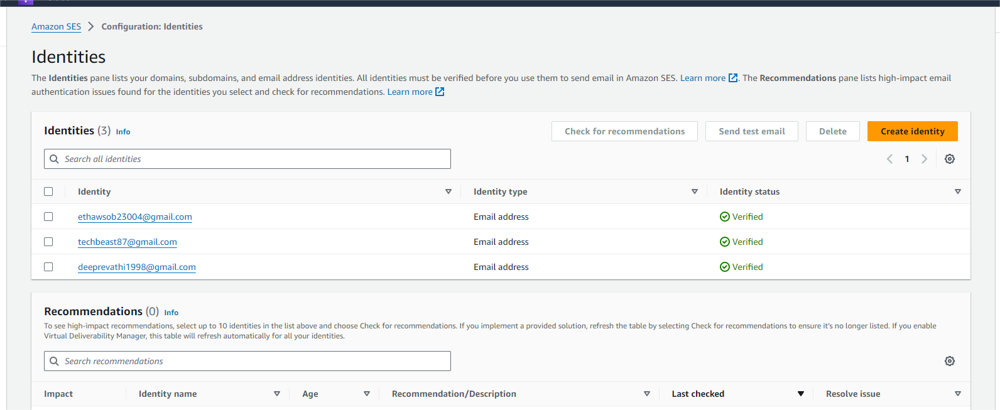 Amazon SES > Configuration: Identities
Identities
The Identities pane lists your domains, subdomains, and email address identities. All identities must be verified before you use them to send email in Amazon SES. Learn more. The Recommendations pane lists high-impact email
authentication issues found for the identities you select and check for recommendations. Learn more
Identities (3) Info Check for recommendations Send test email Delete Create identity
Search all identities 1
Identity Identity type Identity status
ethawsob23004@gmail.com Email address Verified
techbeast87@gmail.com Email address Verified
deeprevathi1998@gmail.com Email address Verified
Recommendations (0) Info
To see high-impact recommendations, select up to 10 identities in the list above and choose Check for recommendations. If you implement a provided solution, refresh the table by selecting Check for recommendations to ensure it's no longer listed. If you enable
Virtual Deliverability Manager, this table will refresh automatically for all your identities.
Search recommendations
Impact Identity name Age Recommendation/Description Last checked Resolve issue